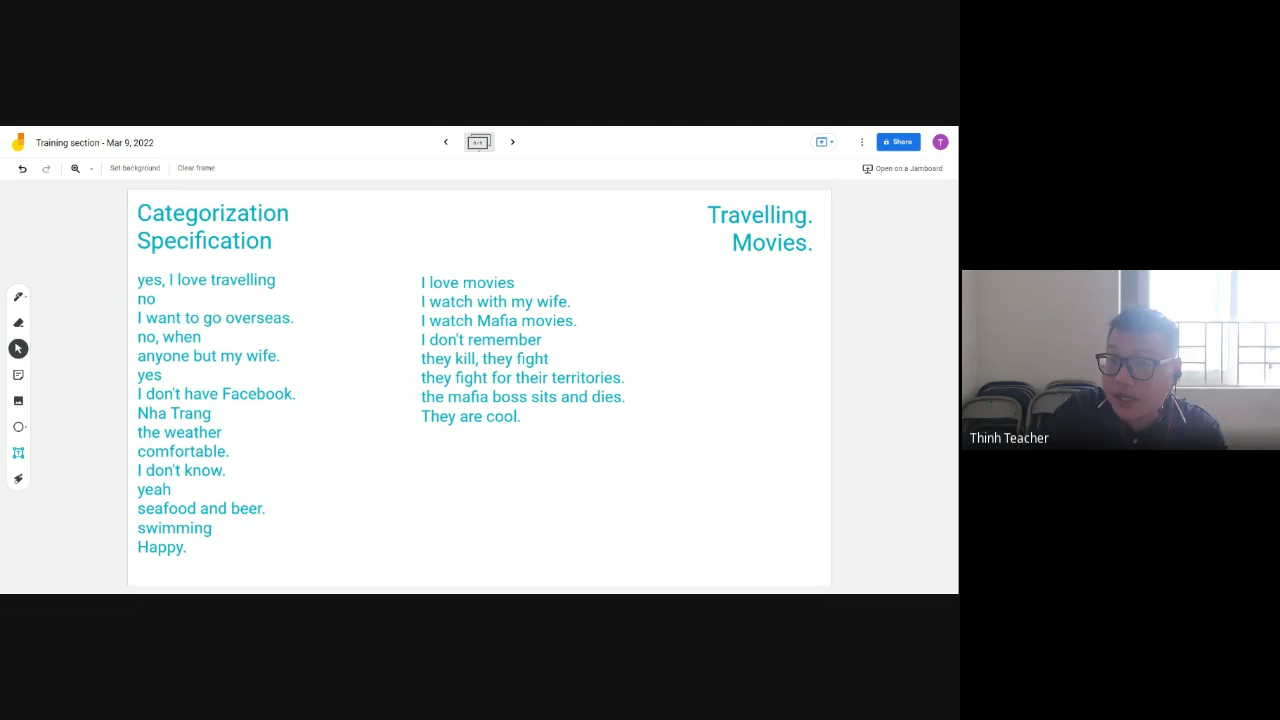 Training section - Mar 9, 2022
Share
T
Set background
Clear frame
Open on a Jamboard
Categorization
Specification
Travelling.
Movies.
yes, I love travelling
no
I want to go overseas.
no, when
anyone but my wife.
yes
I don't have Facebook.
Nha Trang
the weather
comfortable.
I don't know.
yeah
seafood and beer.
swimming
Happy.
I love movies
I watch with my wife.
I watch Mafia movies.
I don't remember
they kill, they fight
they fight for their territories.
the mafia boss sits and dies.
They are cool.
Thinh Teacher